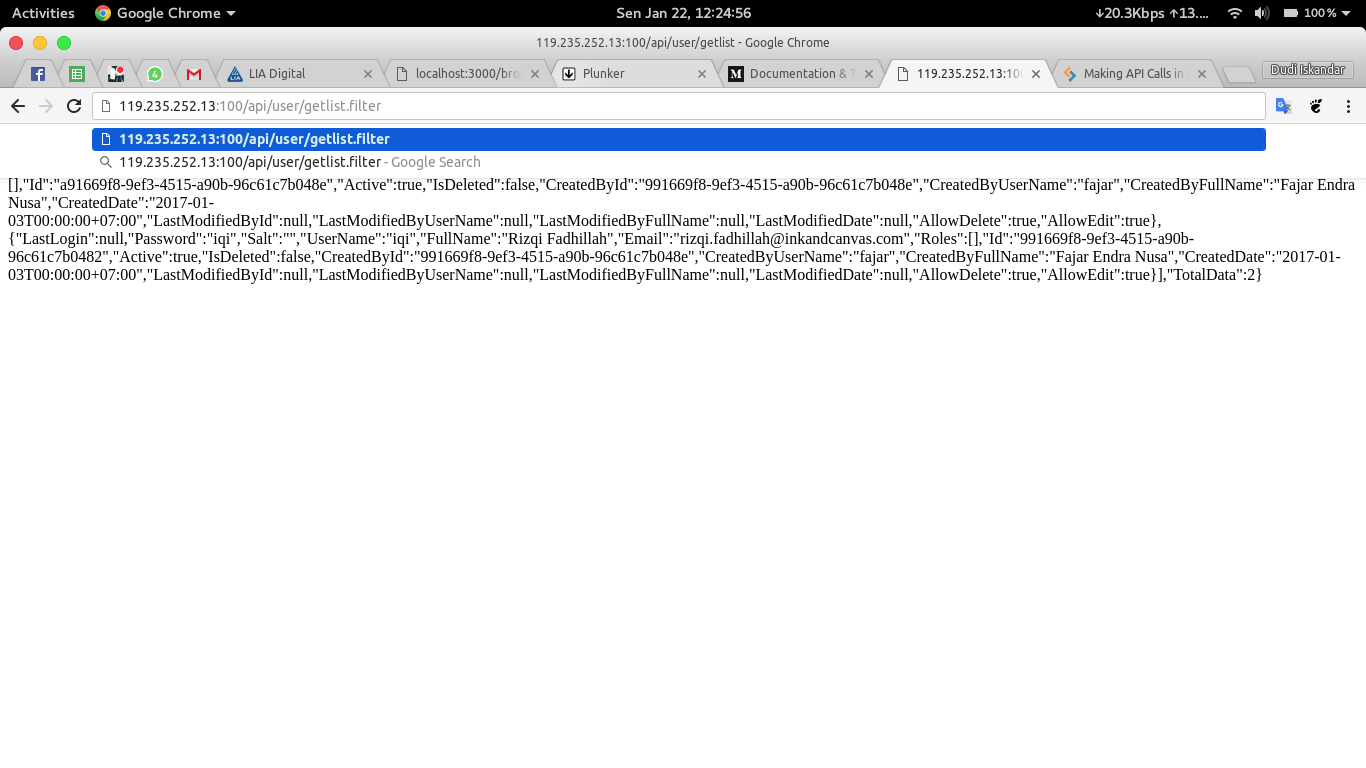 Activities Google Chrome Sen Jan 22, 12:24:56 ↓20.3Kbps ↑13.... 100%
119.235.252.13:100/api/user/getlist - Google Chrome
LIA Digital localhost:3000/bro Plunker Documentation & T 119.235.252.13:10 Making API Calls in Dudi Iskandar
119.235.252.13:100/api/user/getlist.filter
119.235.252.13:100/api/user/getlist.filter
119.235.252.13:100/api/user/getlist.filter - Google Search
[],"Id":"a91669f8-9ef3-4515-a90b-96c61c7b048e","Active":true,"IsDeleted":false,"CreatedById":"991669f8-9ef3-4515-a90b-96c61c7b048e","CreatedByUserName":"fajar","CreatedByFullName":"Fajar Endra
Nusa","CreatedDate":"2017-01-
03T00:00:00+07:00","LastModifiedById":null,"LastModifiedByUserName":null,"LastModifiedByFullName":null,"LastModifiedDate":null,"AllowDelete":true,"AllowEdit":true},
{"LastLogin":null,"Password":"iqi","Salt":"","UserName":"iqi","FullName":"Rizqi Fadhillah","Email":"rizqi.fadhillah@inkandcanvas.com","Roles":[],"Id":"991669f8-9ef3-4515-a90b-
96c61c7b0482","Active":true,"IsDeleted":false,"CreatedById":"991669f8-9ef3-4515-a90b-96c61c7b048e","CreatedByUserName":"fajar","CreatedByFullName":"Fajar Endra Nusa","CreatedDate":"2017-01-
03T00:00:00+07:00","LastModifiedById":null,"LastModifiedByUserName":null,"LastModifiedByFullName":null,"LastModifiedDate":null,"AllowDelete":true,"AllowEdit":true}],"TotalData":2}